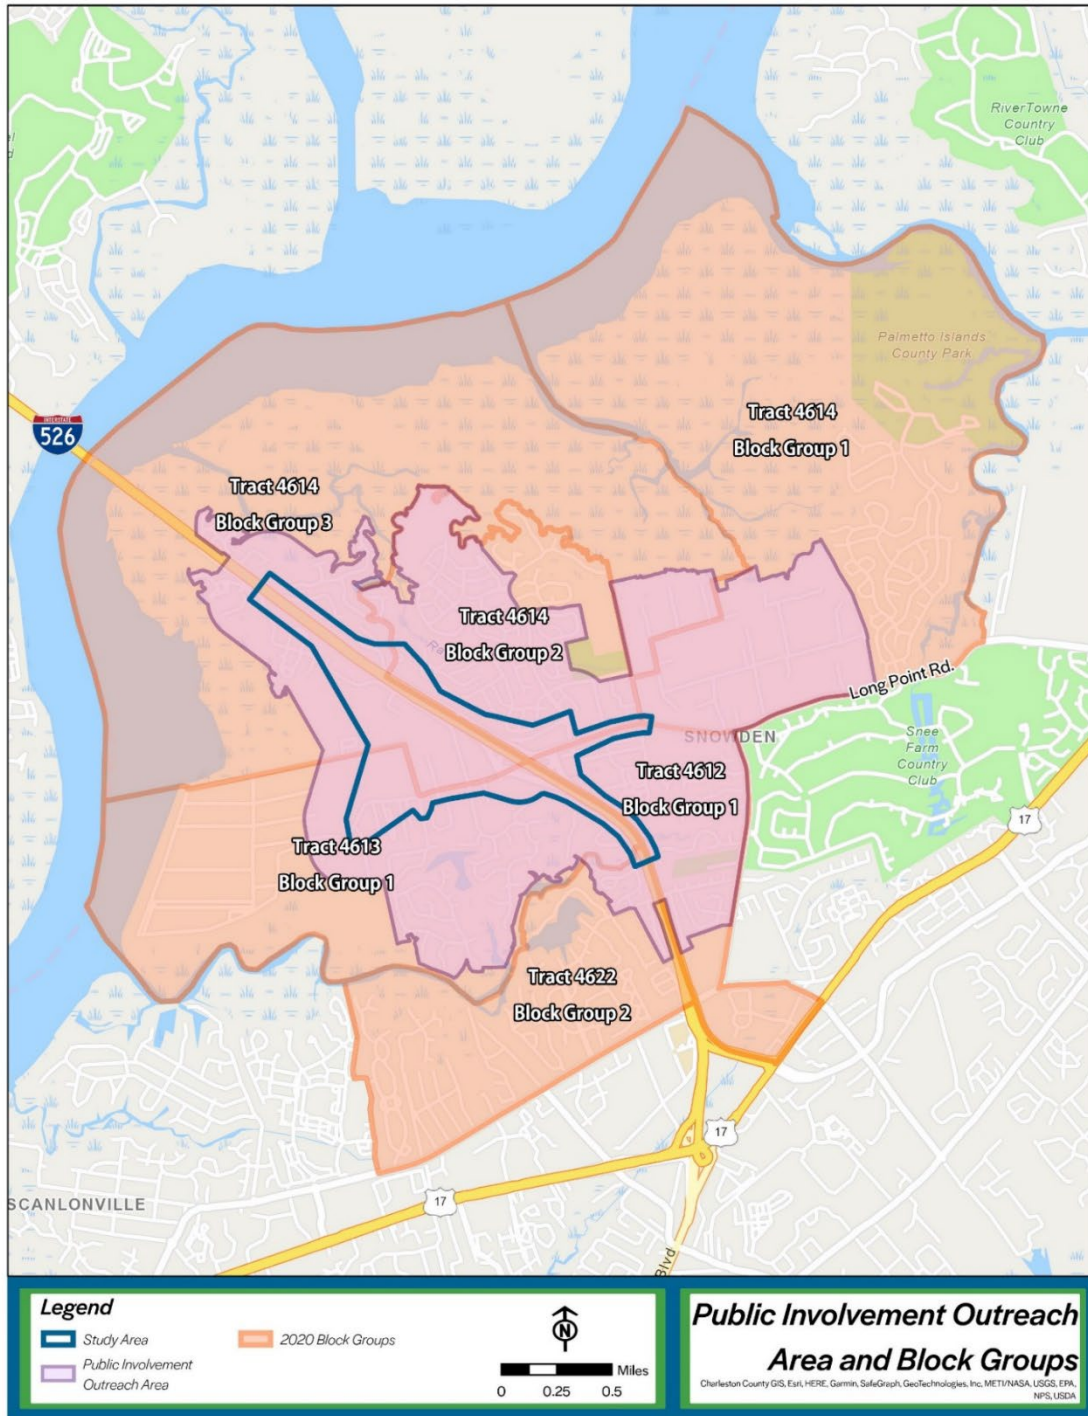 RiverTowne
Country
Club
Palmetto Islands
County Park
INTERSTATE
526
Tract 4614
Block Group 1
Tract 4614
Block Group 3
Tract 4614
Block Group 2
Long Point Rd.
SNOWDEN
Snee
Farm
Country
Club
Tract 4612
Block Group 1
17
Tract 4613
Block Group 1
Tract 4622
Block Group 2
17
17
SCANLONVILLE
Blvd
Legend
Study Area
2020 Block Groups
Public Involvement
Outreach Area
N
Miles
0 0.25 0.5
Public Involvement Outreach
Area and Block Groups
Charleston County GIS, Esri, HERE, Garmin, SafeGraph, GeoTechnologies, Inc, METI/NASA, USGS, EPA,
NPS, USDA